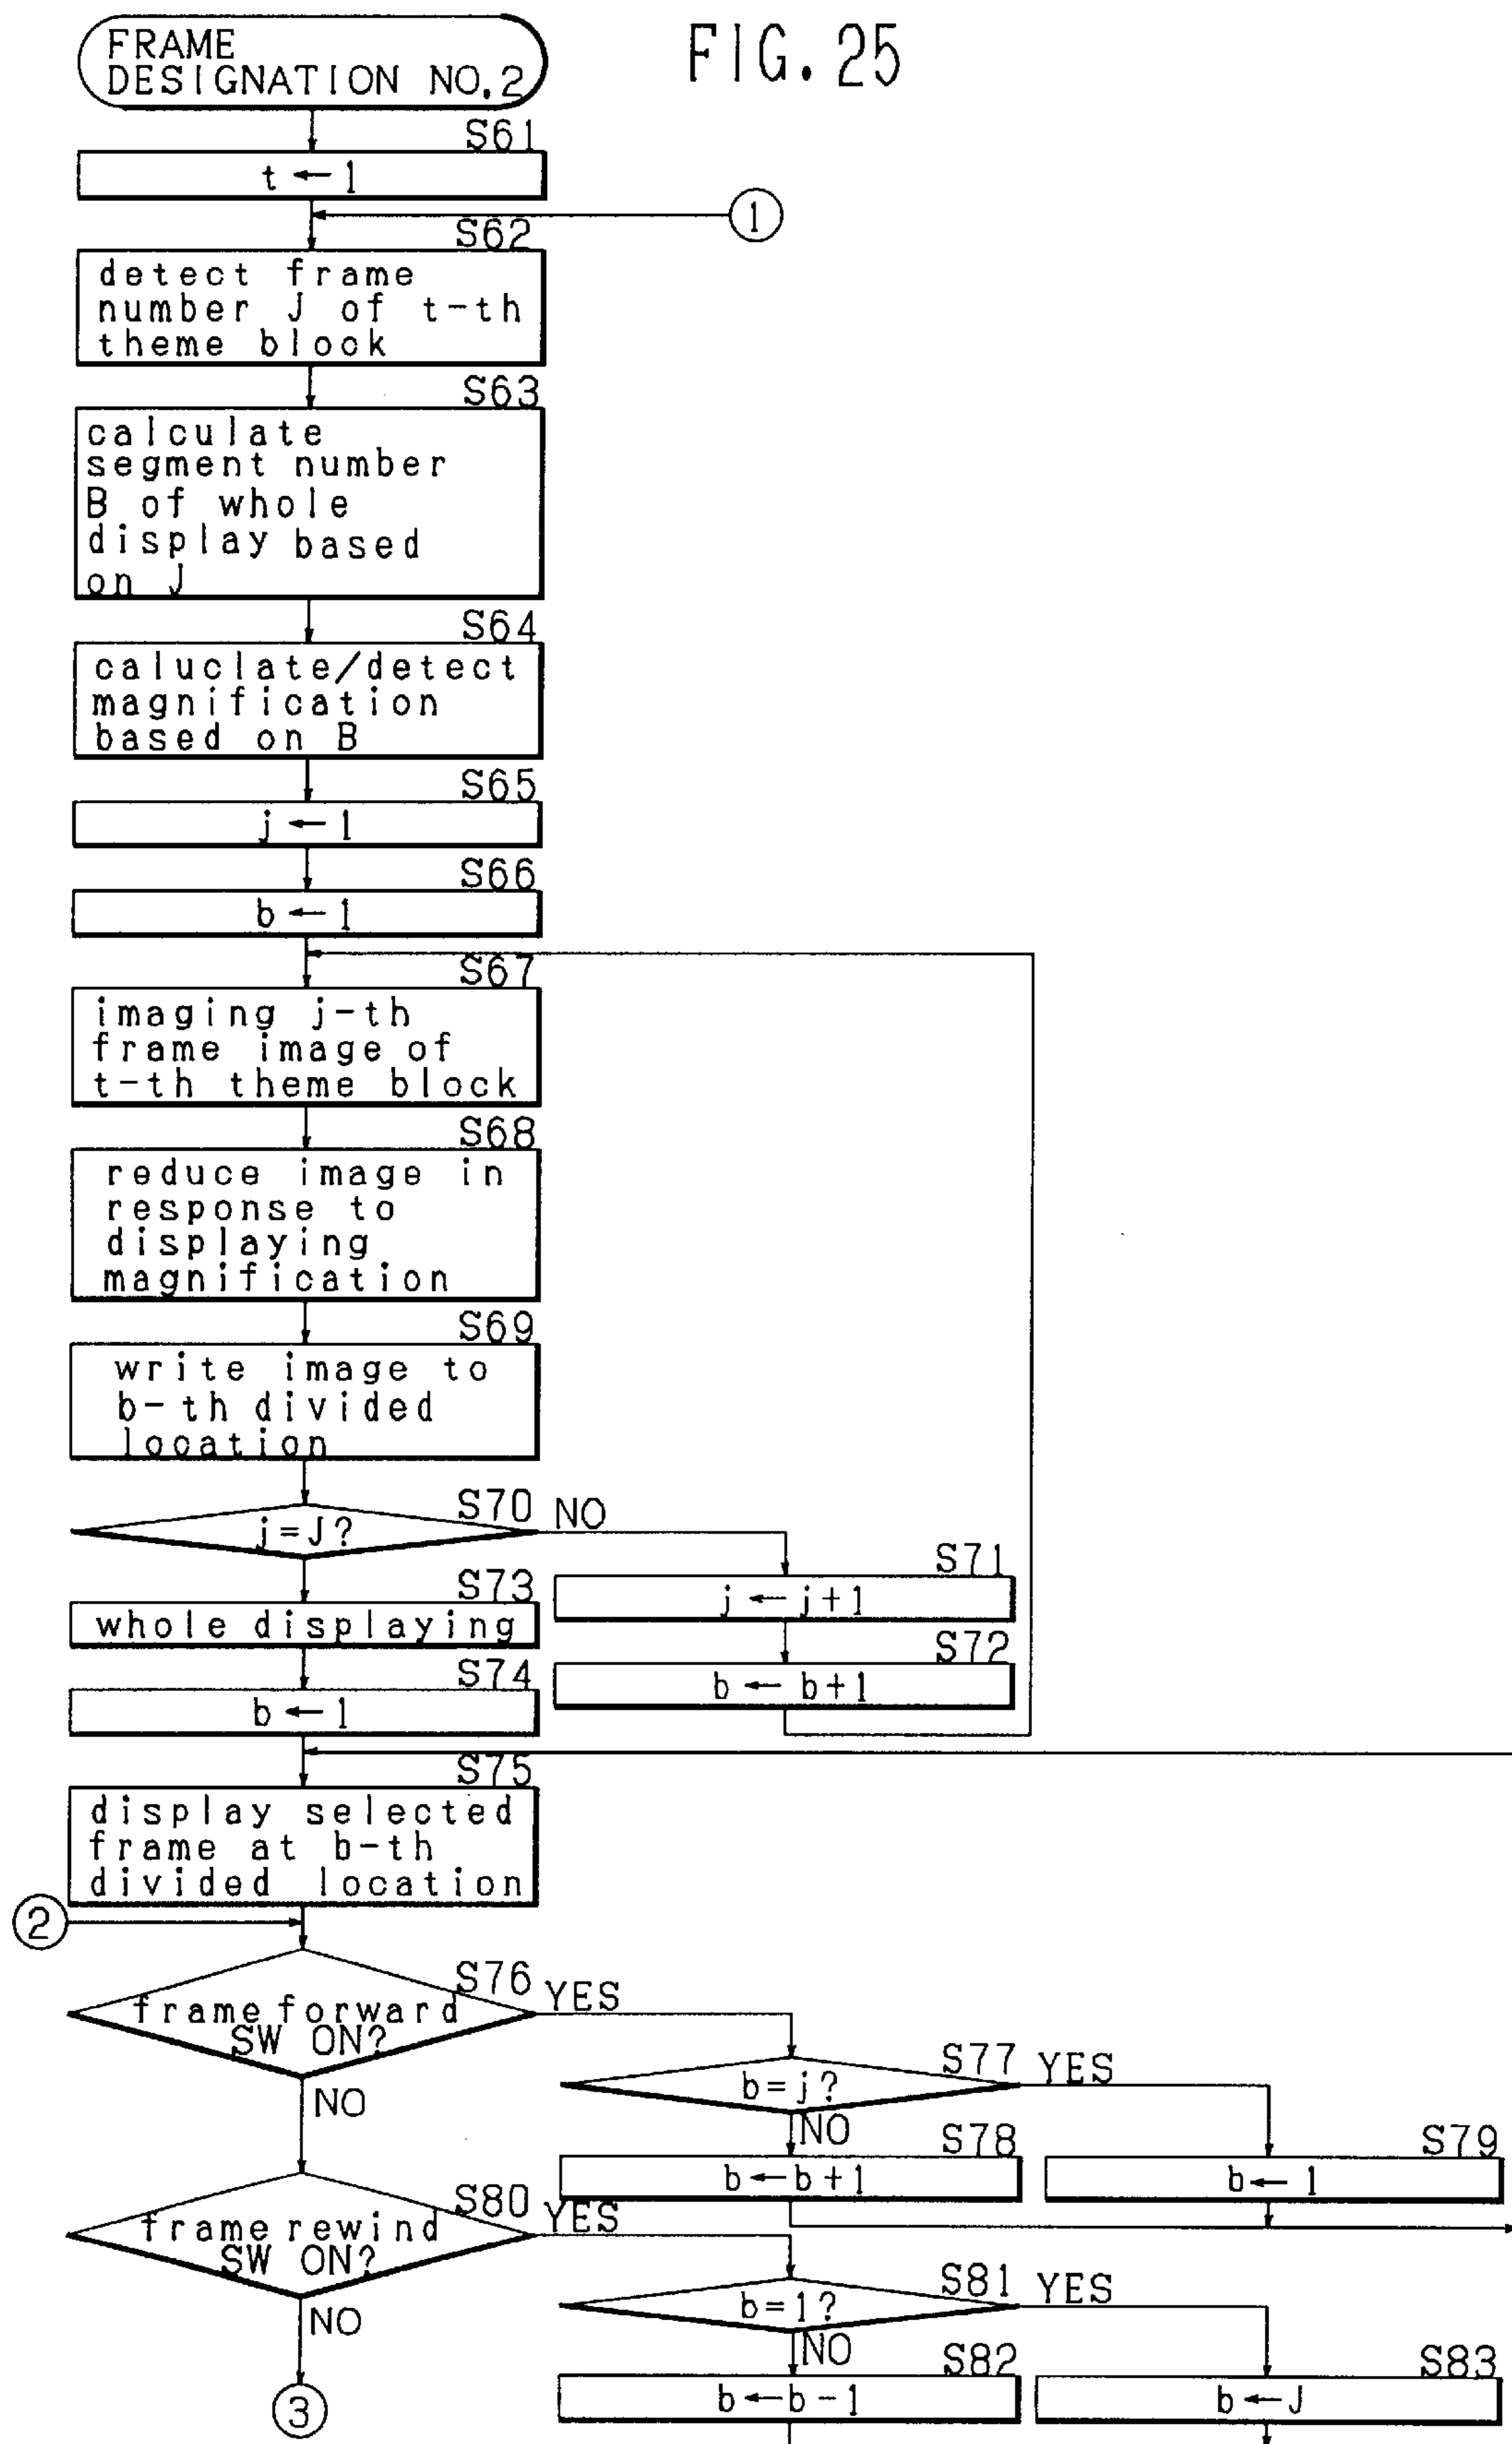 FIG. 25
FRAME
DESIGNATION NO.2
S61
t ← 1
①
S62
detect frame
number J of t-th
theme block
S63
calculate
segment number
B of whole
display based
on J
S64
caluclate/detect
magnification
based on B
S65
j ← 1
S66
b ← 1
S67
imaging j-th
frame image of
t-th theme block
S68
reduce image in
response to
displaying
magnification
S69
write image to
b-th divided
location
S70 NO
j=J?
S71
j ← j+1
S72
b ← b+1
S73
whole displaying
S74
b ← 1
S75
display selected
frame at b-th
divided location
②
S76 YES
frame forward
SW ON?
NO
S77 YES
b=j?
NO
S78
b ← b+1
S79
b ← 1
S80 YES
frame rewind
SW ON?
NO
S81 YES
b=1?
NO
S82
b ← b-1
S83
b ← J
③